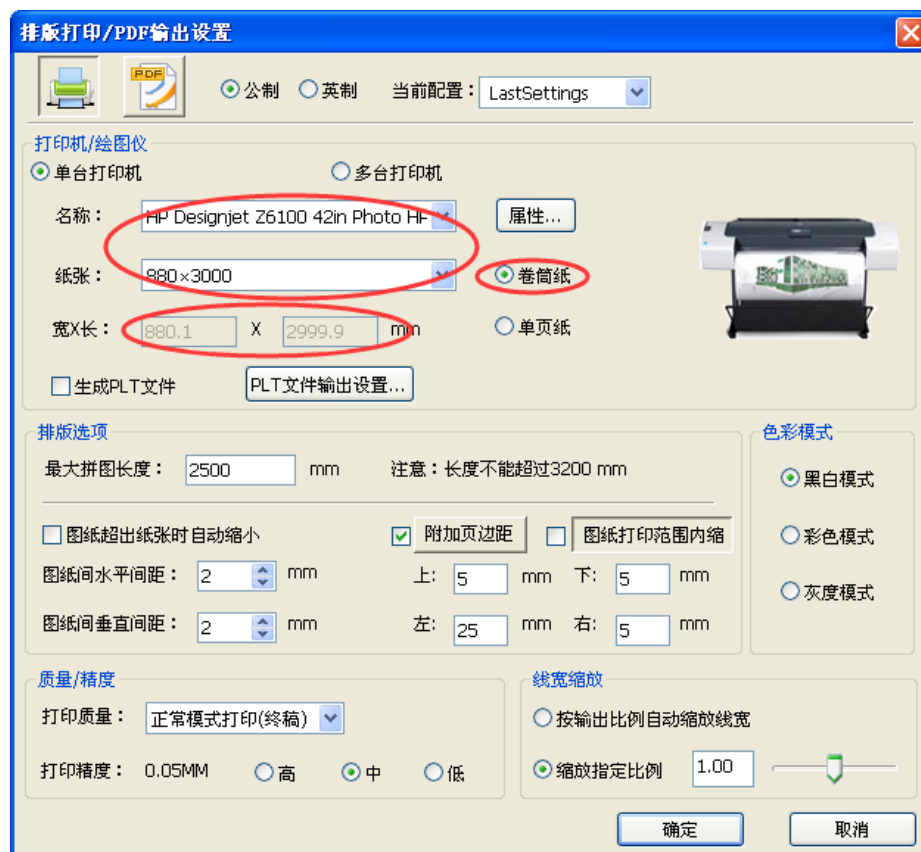 排版打印/PDF输出设置
PDF
公制 英制 当前配置： LastSettings
打印机/绘图仪
单台打印机 多台打印机
名称： HP Designjet Z6100 42in Photo HF 属性...
纸张： 880×3000 卷筒纸
宽X长： 880.1 X 2999.9 mm 单页纸
生成PLT文件 PLT文件输出设置...
排版选项 色彩模式
最大拼图长度： 2500 mm 注意：长度不能超过3200 mm
黑白模式
图纸超出纸张时自动缩小 附加页边距 图纸打印范围内缩 彩色模式
图纸间水平间距： 2 mm 上: 5 mm 下: 5 mm
灰度模式
图纸间垂直间距： 2 mm 左: 25 mm 右: 5 mm
质量/精度 线宽缩放
打印质量： 正常模式打印(终稿) 按输出比例自动缩放线宽
打印精度： 0.05MM 高 中 低 缩放指定比例 1.00
确定 取消